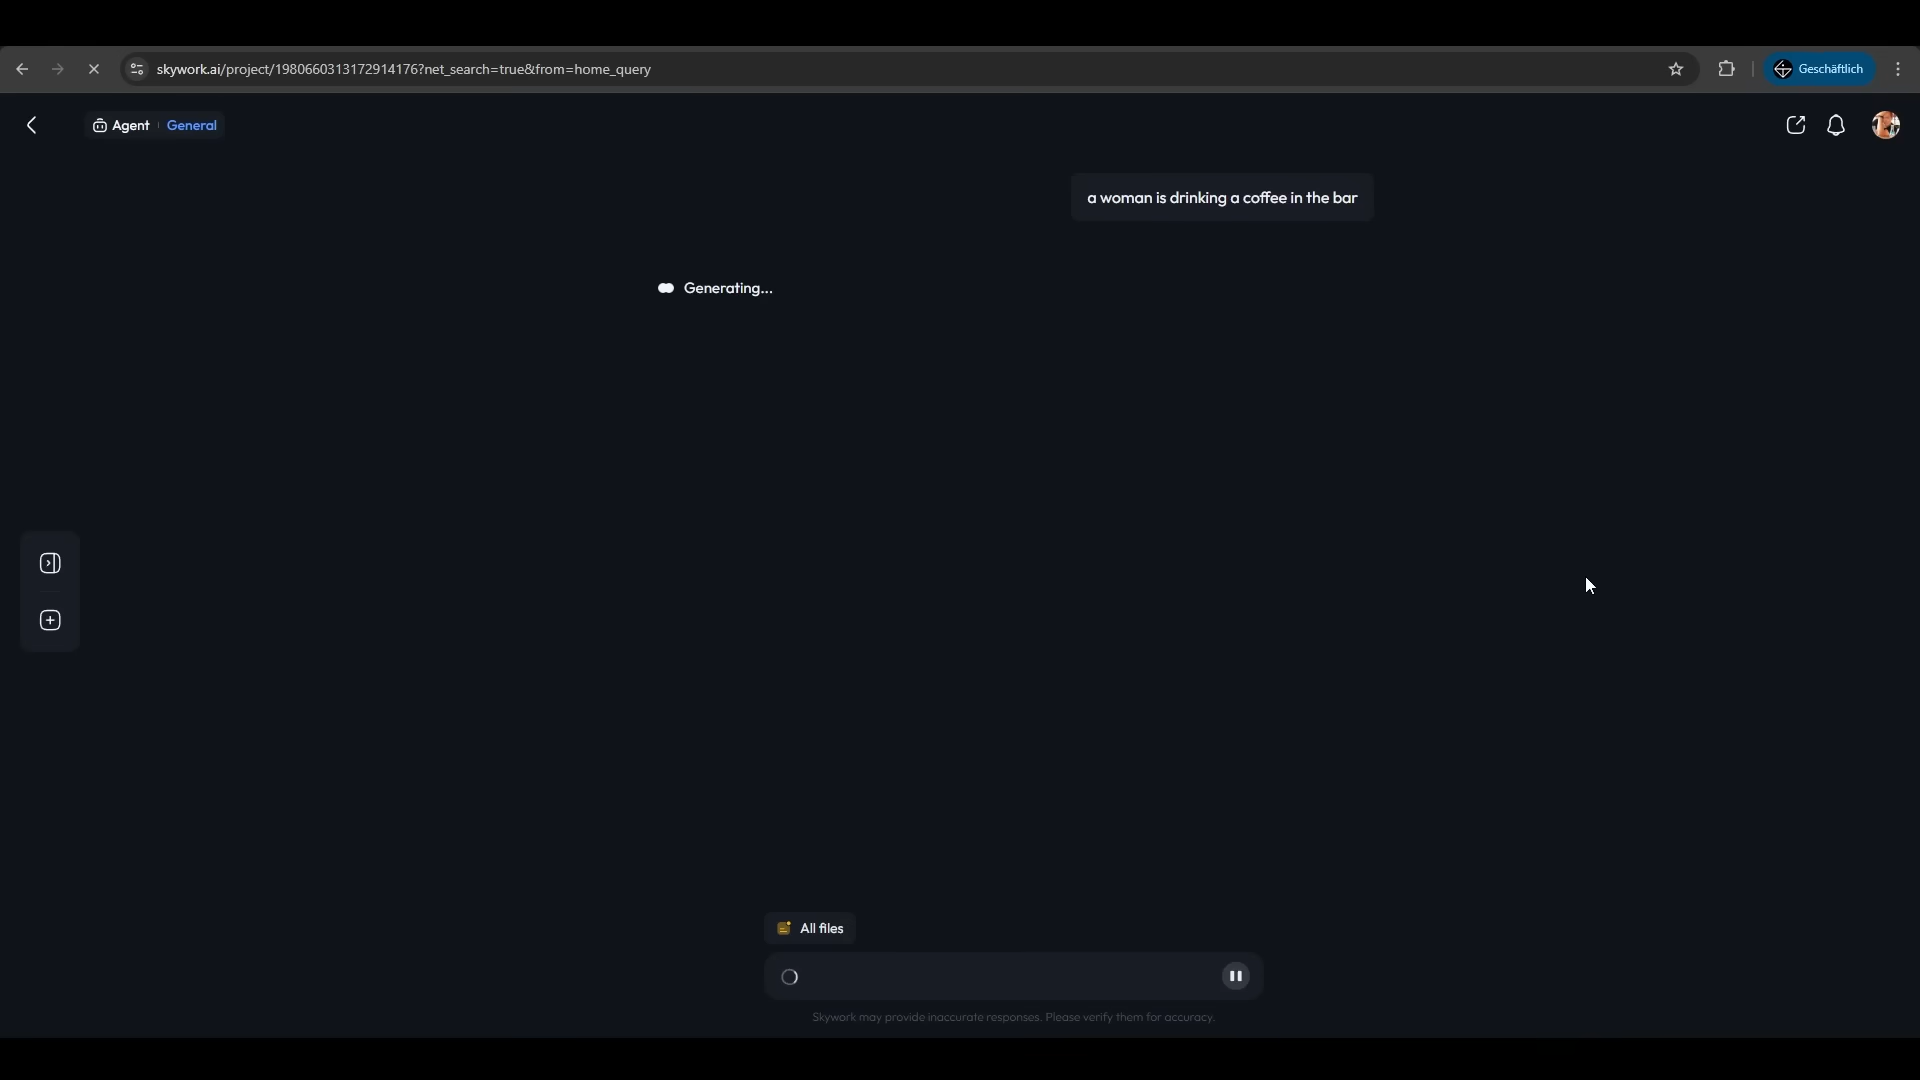 skywork.ai/project/1980660313172914176?net_search=true&from=home_query
Geschäftlich
Agent
General
a woman is drinking a coffee in the bar
Generating...
All files
Skywork may provide inaccurate responses. Please verify them for accuracy.